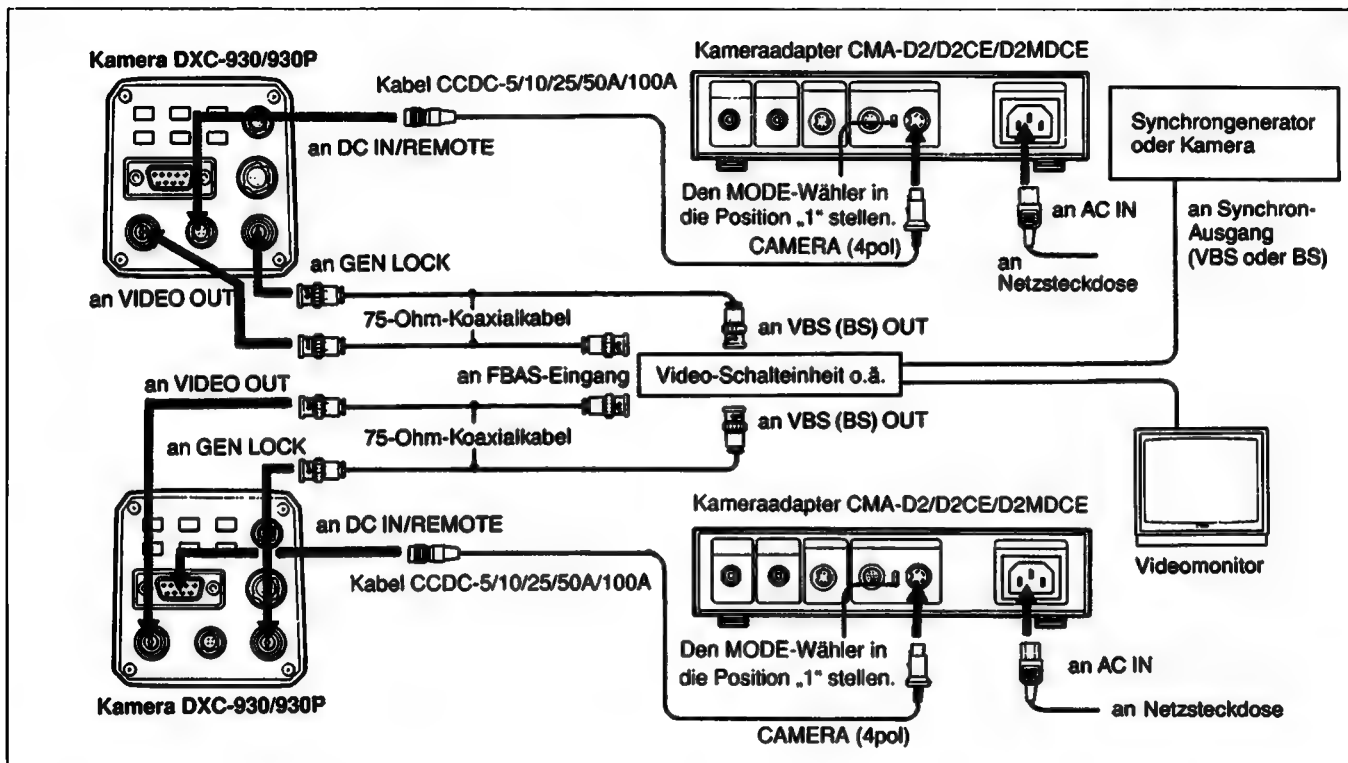 Kamera DXC-930/930P
Kabel CCDC-5/10/25/50A/100A
an DC IN/REMOTE
Kameraadapter CMA-D2/D2CE/D2MDCE
Synchrongenerator
oder Kamera
Den MODE-Wähler in
die Position „1" stellen.
CAMERA (4pol)
an AC IN
an
Netzsteckdose
an Synchron-
Ausgang
(VBS oder BS)
an GEN LOCK
an VIDEO OUT
75-Ohm-Koaxialkabel
an VBS (BS) OUT
an FBAS-Eingang
Video-Schalteinheit o.ä.
an VIDEO OUT
75-Ohm-Koaxialkabel
an VBS (BS) OUT
an GEN LOCK
Kameraadapter CMA-D2/D2CE/D2MDCE
an DC IN/REMOTE
Kabel CCDC-5/10/25/50A/100A
Videomonitor
Den MODE-Wähler in
die Position „1" stellen.
an AC IN
an Netzsteckdose
CAMERA (4pol)
Kamera DXC-930/930P